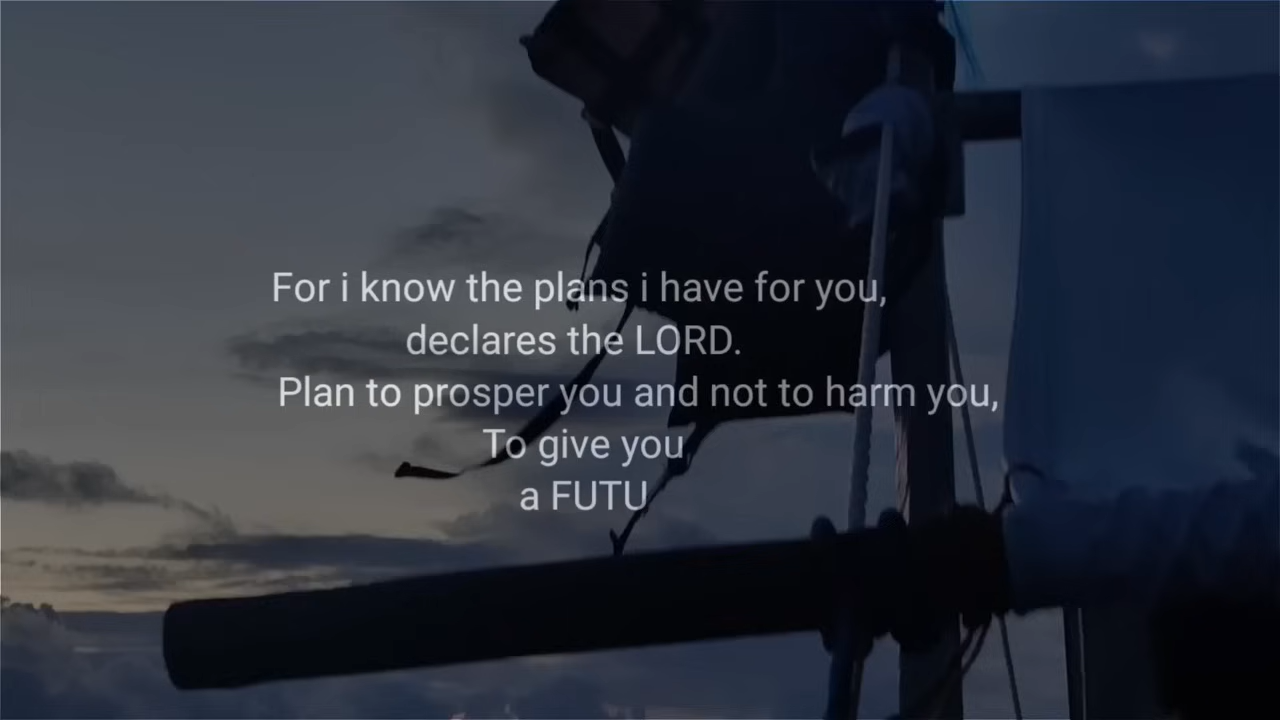 For i know the plans i have for you,
declares the LORD.
Plan to prosper you and not to harm you,
To give you
a FUTU